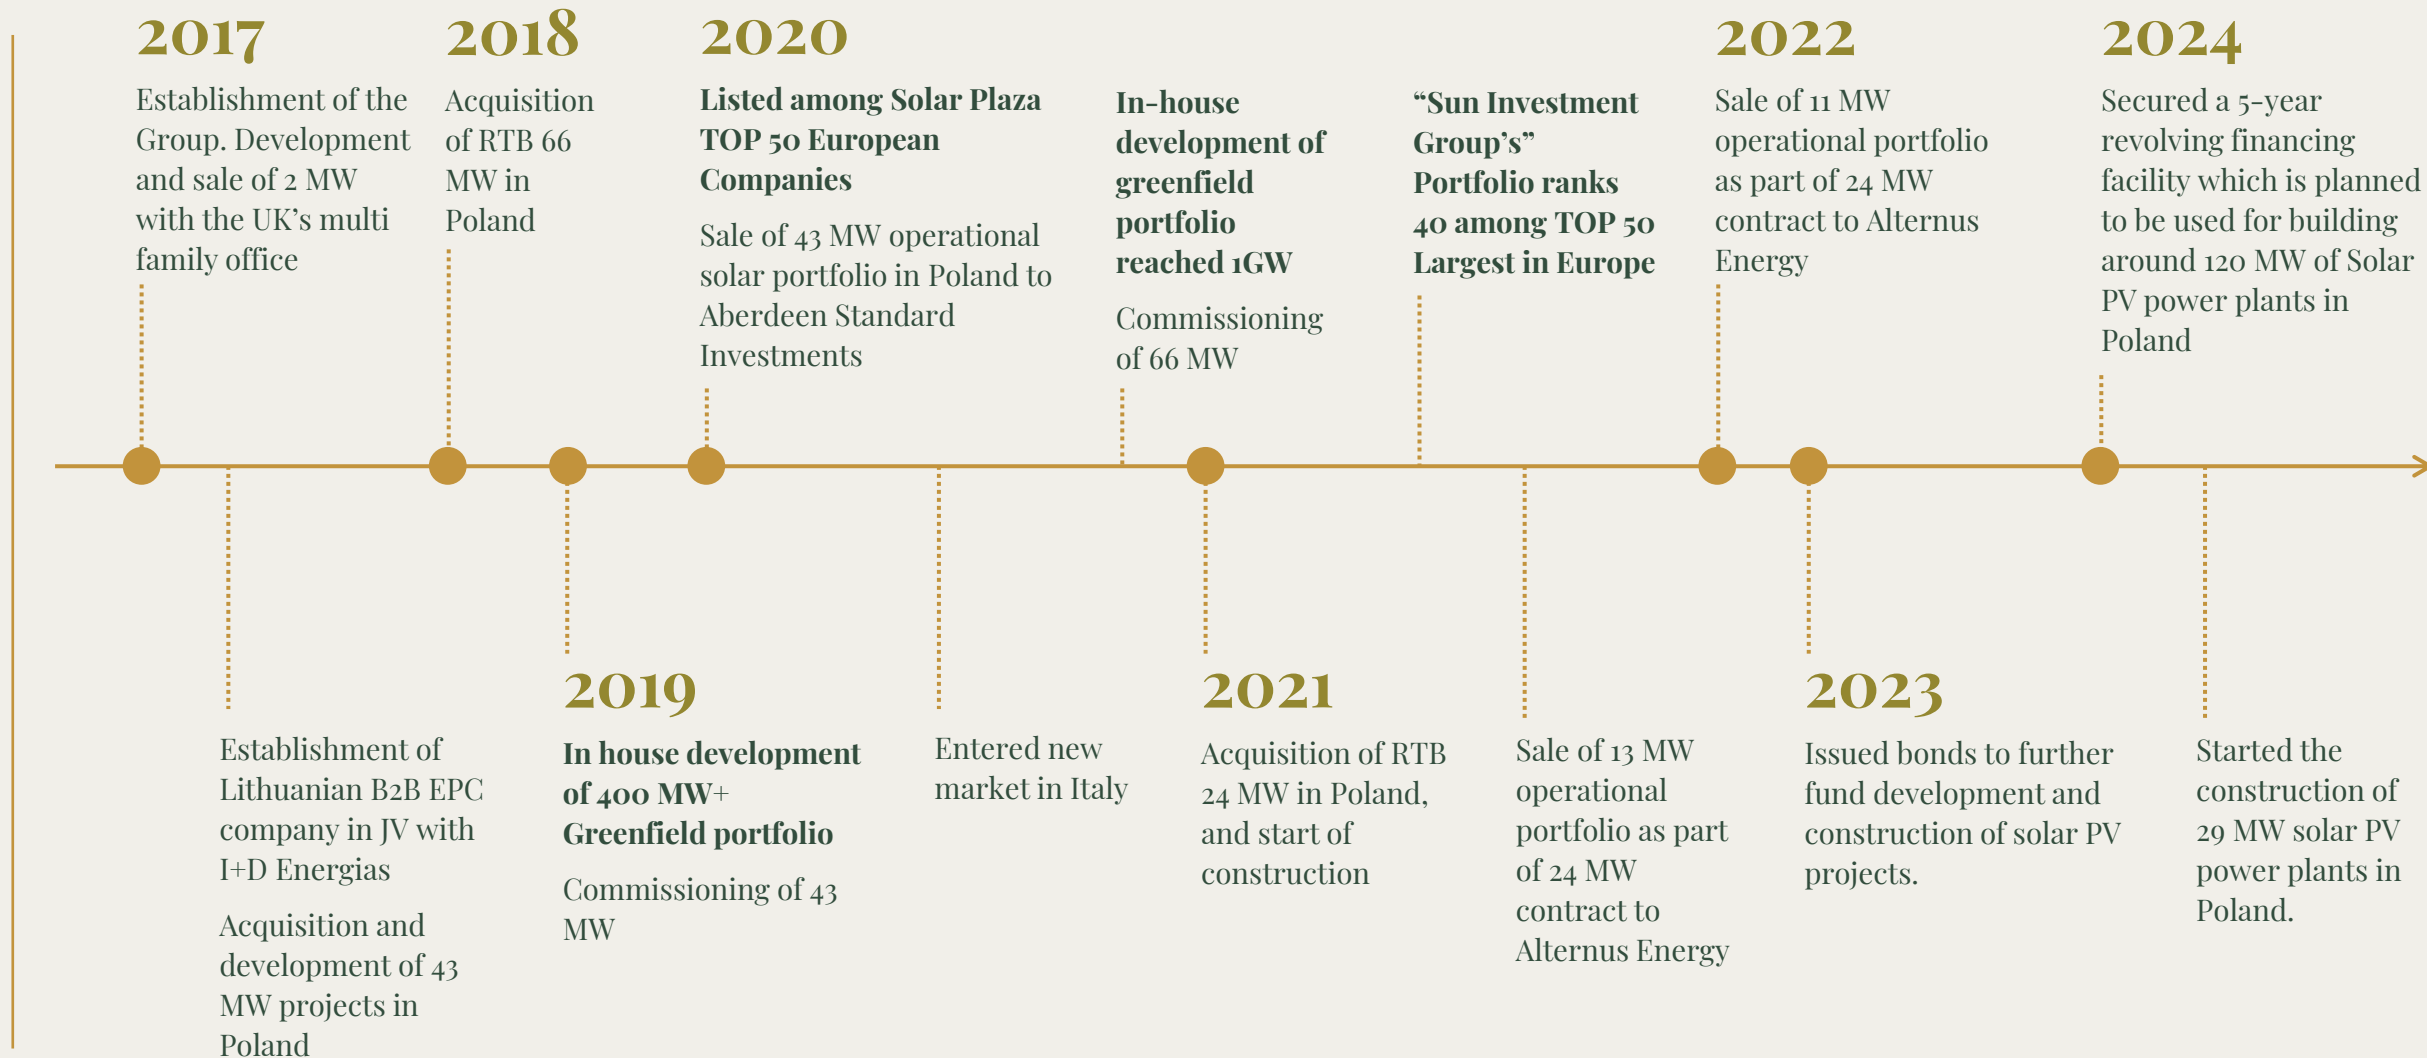 2017
Establishment of the
Group. Development
and sale of 2 MW
with the UK’s multi
family office
2018
Acquisition
of RTB 66
MW in
Poland
2020
Listed among Solar Plaza
TOP 50 European
Companies
Sale of 43 MW operational
solar portfolio in Poland to
Aberdeen Standard
Investments
In-house
development of
greenfield
portfolio
reached 1GW
Commissioning
of 66 MW
“Sun Investment
Group’s”
Portfolio ranks
40 among TOP 50
Largest in Europe
2022
Sale of 11 MW
operational portfolio
as part of 24 MW
contract to Alternus
Energy
2024
Secured a 5-year
revolving financing
facility which is planned
to be used for building
around 120 MW of Solar
PV power plants in
Poland
Establishment of
Lithuanian B2B EPC
company in JV with
I+D Energias
Acquisition and
development of 43
MW projects in
Poland
2019
In house development
of 400 MW+
Greenfield portfolio
Commissioning of 43
MW
Entered new
market in Italy
2021
Acquisition of RTB
24 MW in Poland,
and start of
construction
Sale of 13 MW
operational
portfolio as part
of 24 MW
contract to
Alternus Energy
2023
Issued bonds to further
fund development and
construction of solar PV
projects.
Started the
construction of
29 MW solar PV
power plants in
Poland.